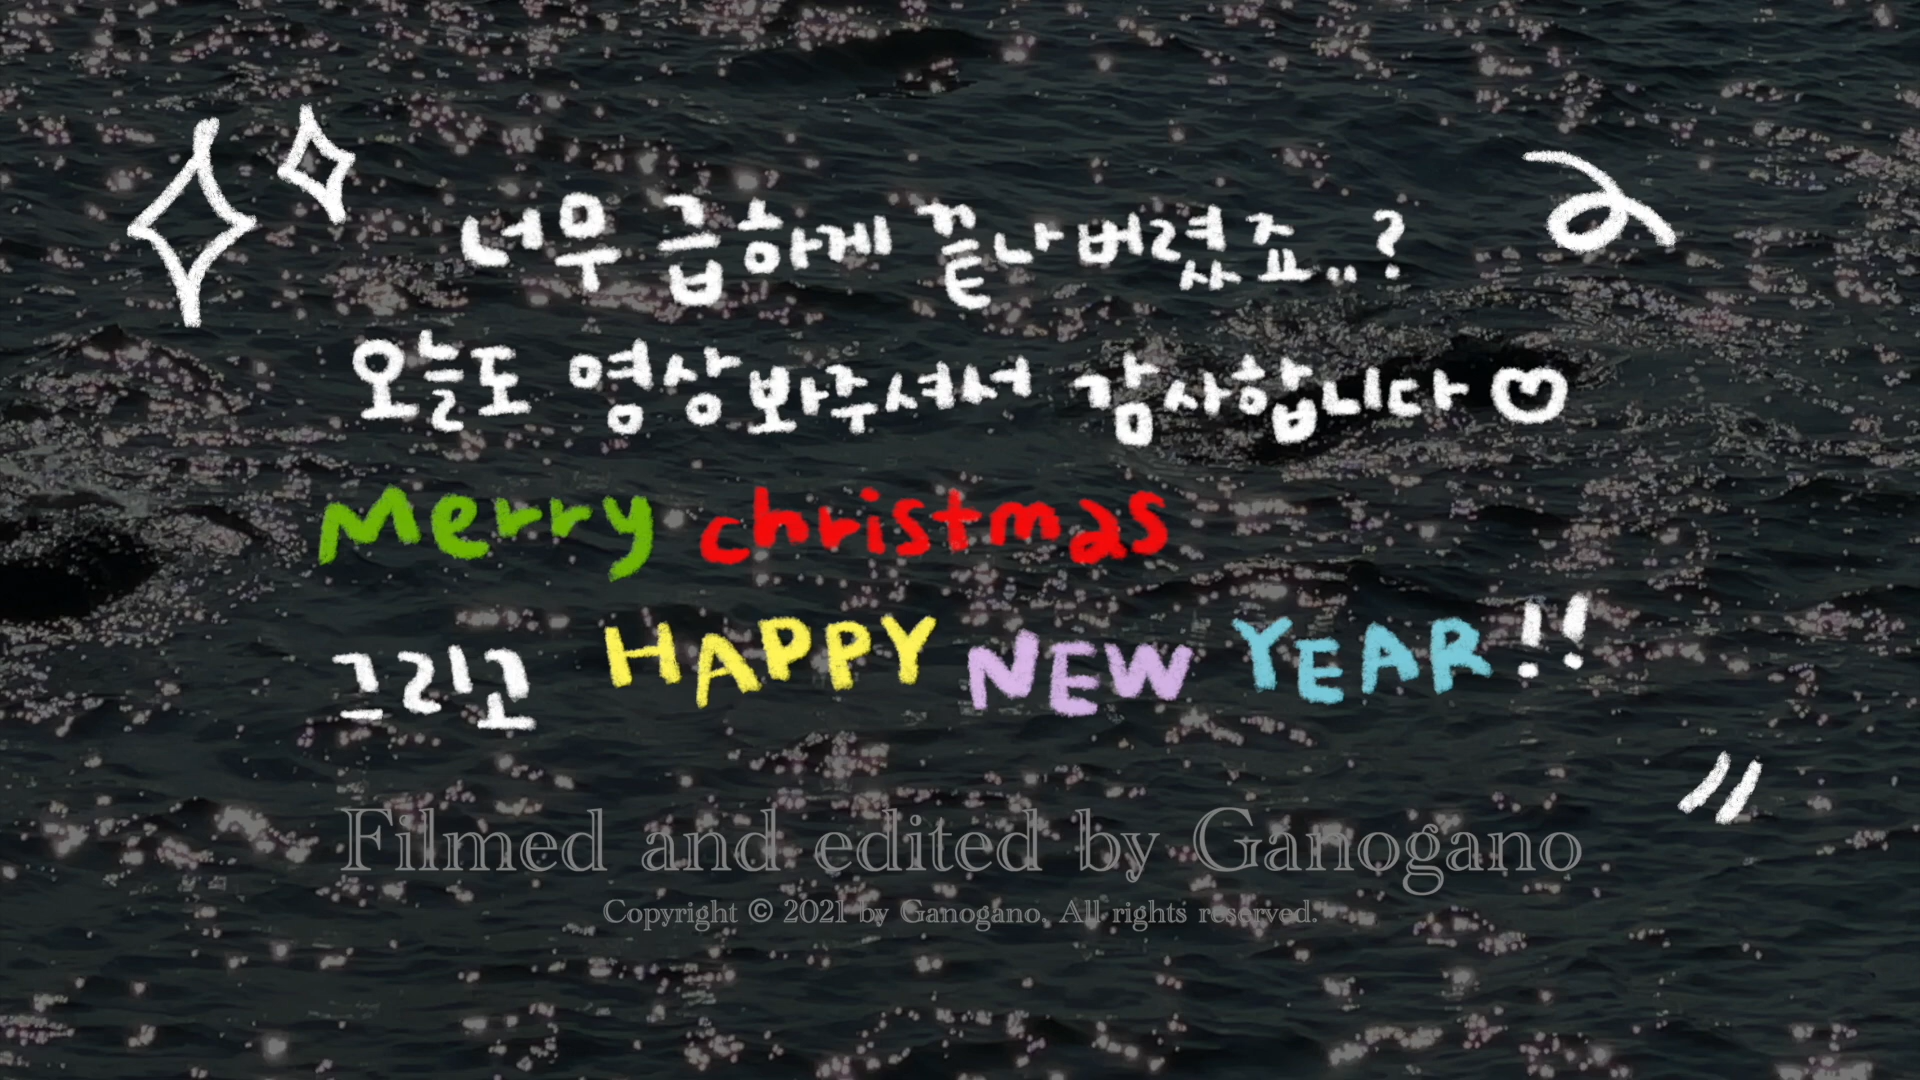 너무 급하게 끝나버렸죠..?
오늘도 영상봐주셔서 감사합니다
Merry christmas
그리고 HAPPY NEW YEAR !!
Filmed and edited by Ganogano
Copyright © 2021 by Ganogano. All rights reserved.